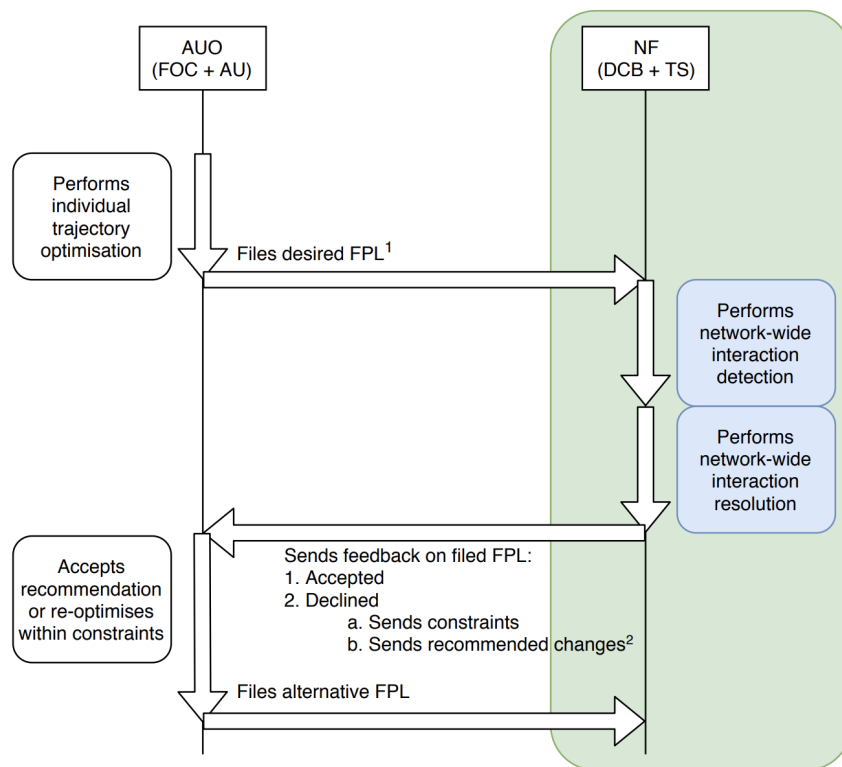 AUO
(FOC + AU)
NF
(DCB + TS)
Performs
individual
trajectory
optimisation
Files desired FPL¹
Performs
network-wide
interaction
detection
Performs
network-wide
interaction
resolution
Accepts
recommendation
or re-optimises
within constraints
Sends feedback on filed FPL:
1. Accepted
2. Declined
a. Sends constraints
b. Sends recommended changes²
Files alternative FPL